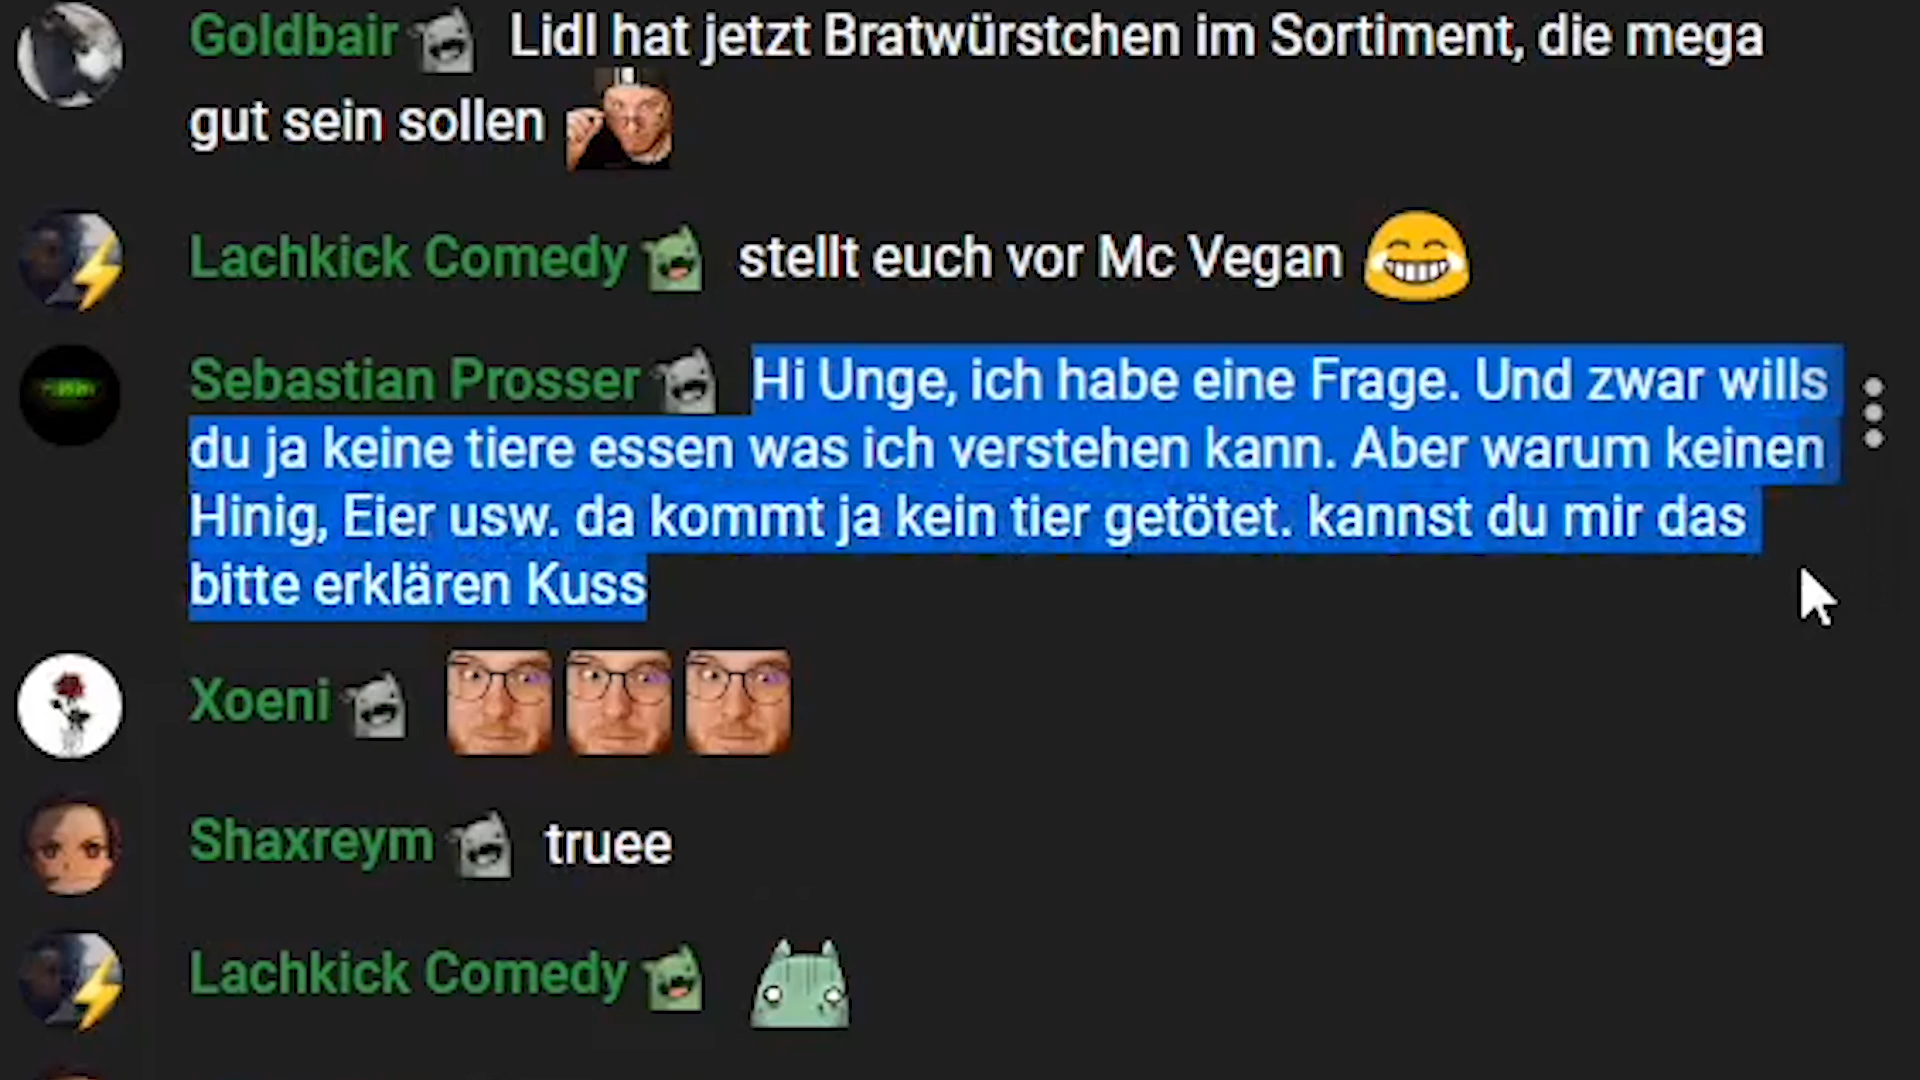 Goldbair Lidl hat jetzt Bratwürstchen im Sortiment, die mega
gut sein sollen
Lachkick Comedy stellt euch vor Mc Vegan
Sebastian Prosser Hi Unge, ich habe eine Frage. Und zwar wills
du ja keine tiere essen was ich verstehen kann. Aber warum keinen
Hinig, Eier usw. da kommt ja kein tier getötet. kannst du mir das
bitte erklären Kuss
Xoeni
Shaxreym truee
Lachkick Comedy